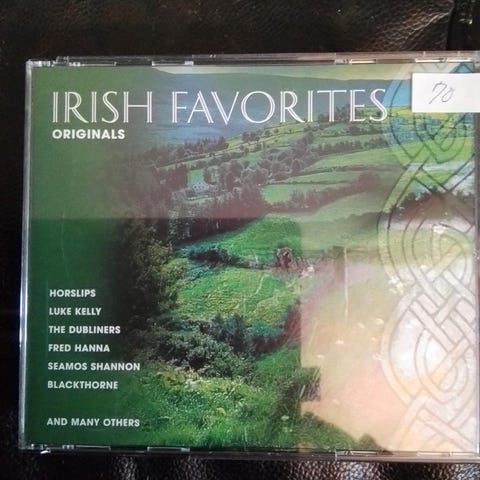 IRISH FAVORITES
ORIGINALS
70
HORSLIPS
LUKE KELLY
THE DUBLINERS
FRED HANNA
SEAMOS SHANNON
BLACKTHORNE
AND MANY OTHERS